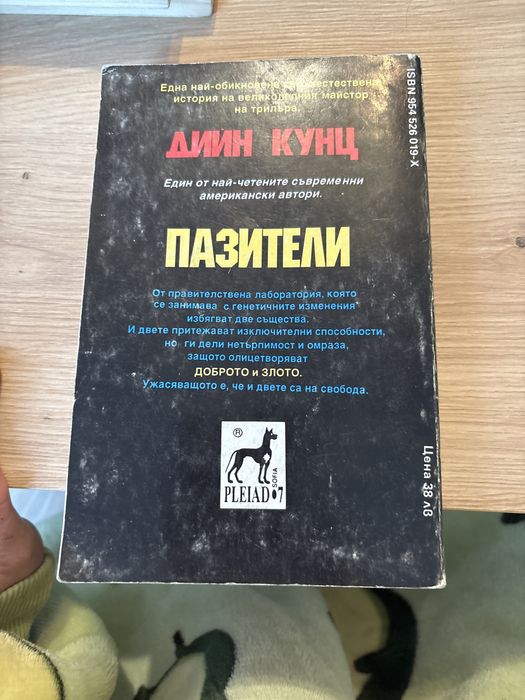 Една най-обикновена свръхестествена
история на великолепния майстор
на трилъра,
ДИИН КУНЦ
Един от най-четените съвременни
американски автори.
ПАЗИТЕЛИ
От правителствена лаборатория, която
се занимава с генетичните изменения
избягват две същества.
И двете притежават изключителни способности,
но ги дели нетърпимост и омраза,
защото олицетворяват
ДОБРОТО и ЗЛОТО.
Ужасяващото е, че и двете са на свобода.
®
SOFIA
PLEIAD 7
ISBN 954 526 019-X
Цена 38 лв